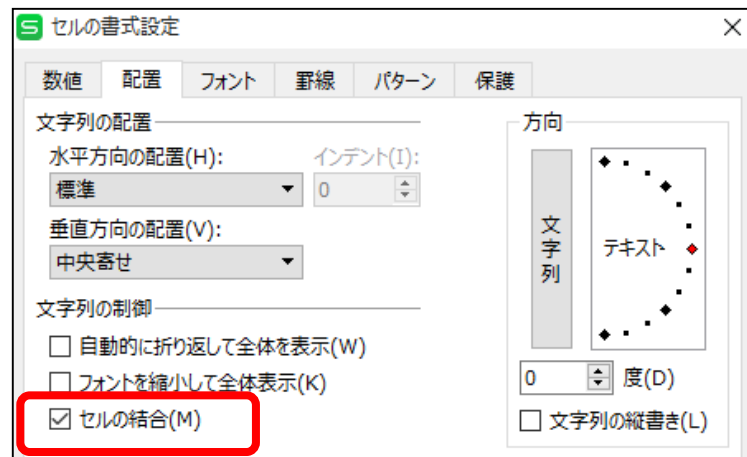 S セルの書式設定
数値 配置 フォント 罫線 パターン 保護
文字列の配置
水平方向の配置(H): インデント(I):
標準 0
垂直方向の配置(V):
中央寄せ
文字列の制御
自動的に折り返して全体を表示(W)
フォントを縮小して全体表示(K)
セルの結合(M)
方向
文字列
テキスト
0 度(D)
文字列の縦書き(L)